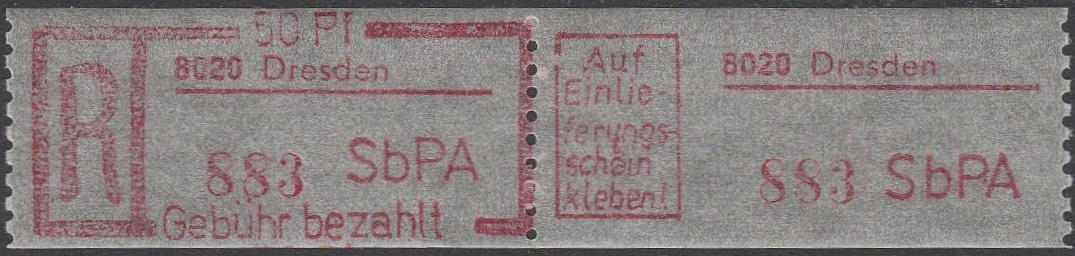 50 Pf
R
8020 Dresden
883 SbPA
Gebühr bezahlt
Auf
Einlie-
ferungs-
schein
kleben!
8020 Dresden
883 SbPA